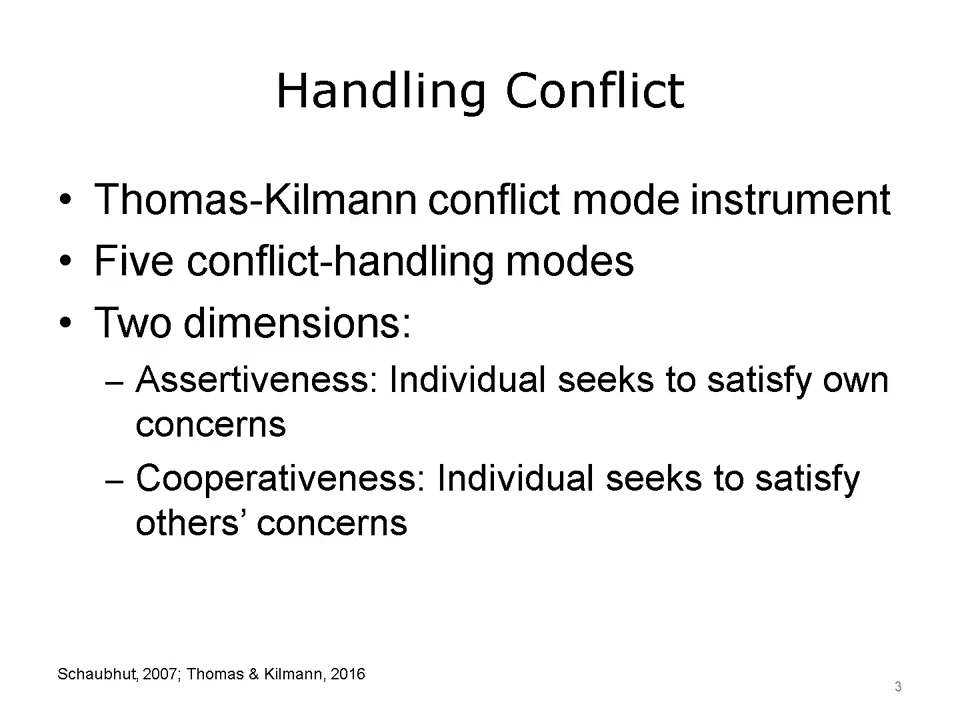 Handling Conflict
• Thomas-Kilmann conflict mode instrument
• Five conflict-handling modes
• Two dimensions:
– Assertiveness: Individual seeks to satisfy own
concerns
– Cooperativeness: Individual seeks to satisfy
others’ concerns
Schaubhut, 2007; Thomas & Kilmann, 2016
3